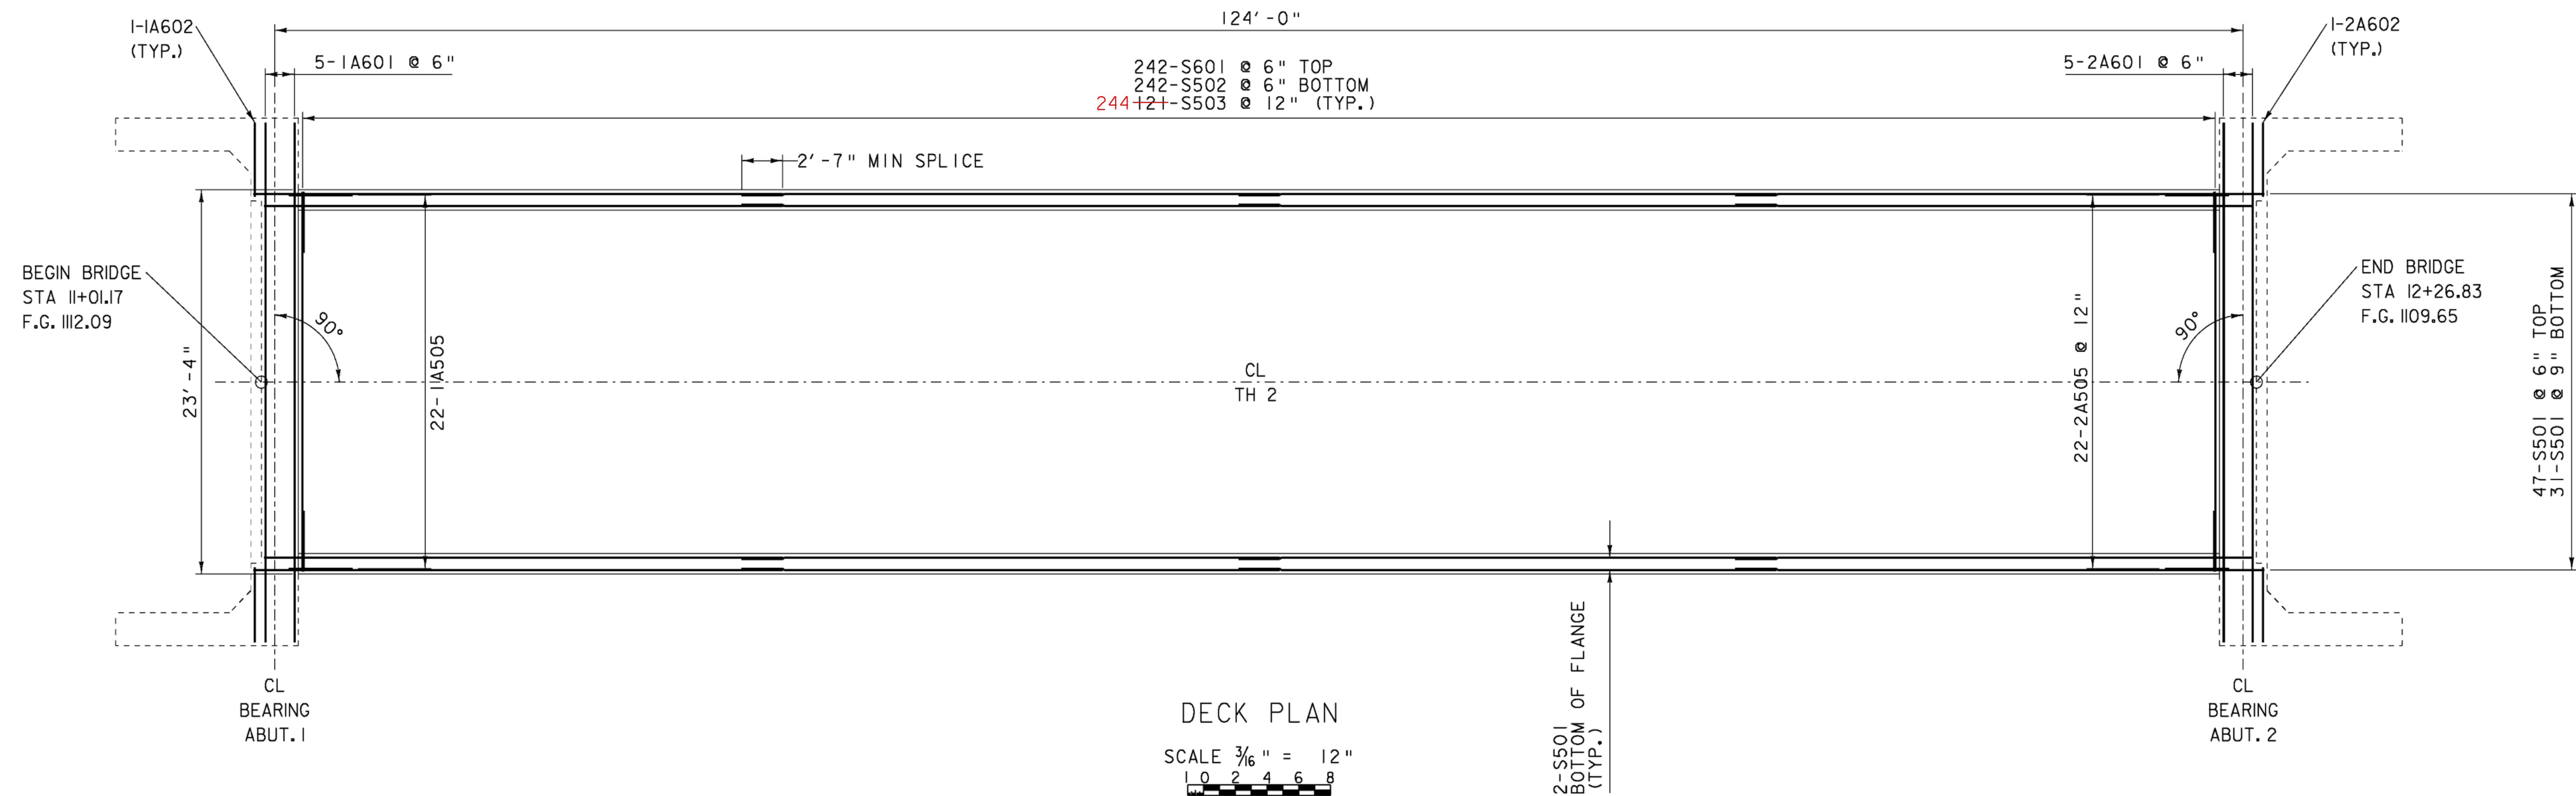 1-1A602
(TYP.)
5-1A601 @ 6"
124'-0"
242-S601 @ 6" TOP
242-S502 @ 6" BOTTOM
244 121-S503 @ 12" (TYP.)
5-2A601 @ 6"
1-2A602
(TYP.)
2'-7" MIN SPLICE
BEGIN BRIDGE
STA 11+01.17
F.G. 1112.09
23'-4"
90°
22-1A505
CL
TH 2
22-2A505 @ 12"
90°
END BRIDGE
STA 12+26.83
F.G. 1109.65
47-S501 @ 6" TOP
31-S501 @ 9" BOTTOM
2-S501
BOTTOM OF FLANGE
(TYP.)
CL
BEARING
ABUT. 1
DECK PLAN
SCALE 3/16" = 12"
1 0 2 4 6 8
CL
BEARING
ABUT. 2